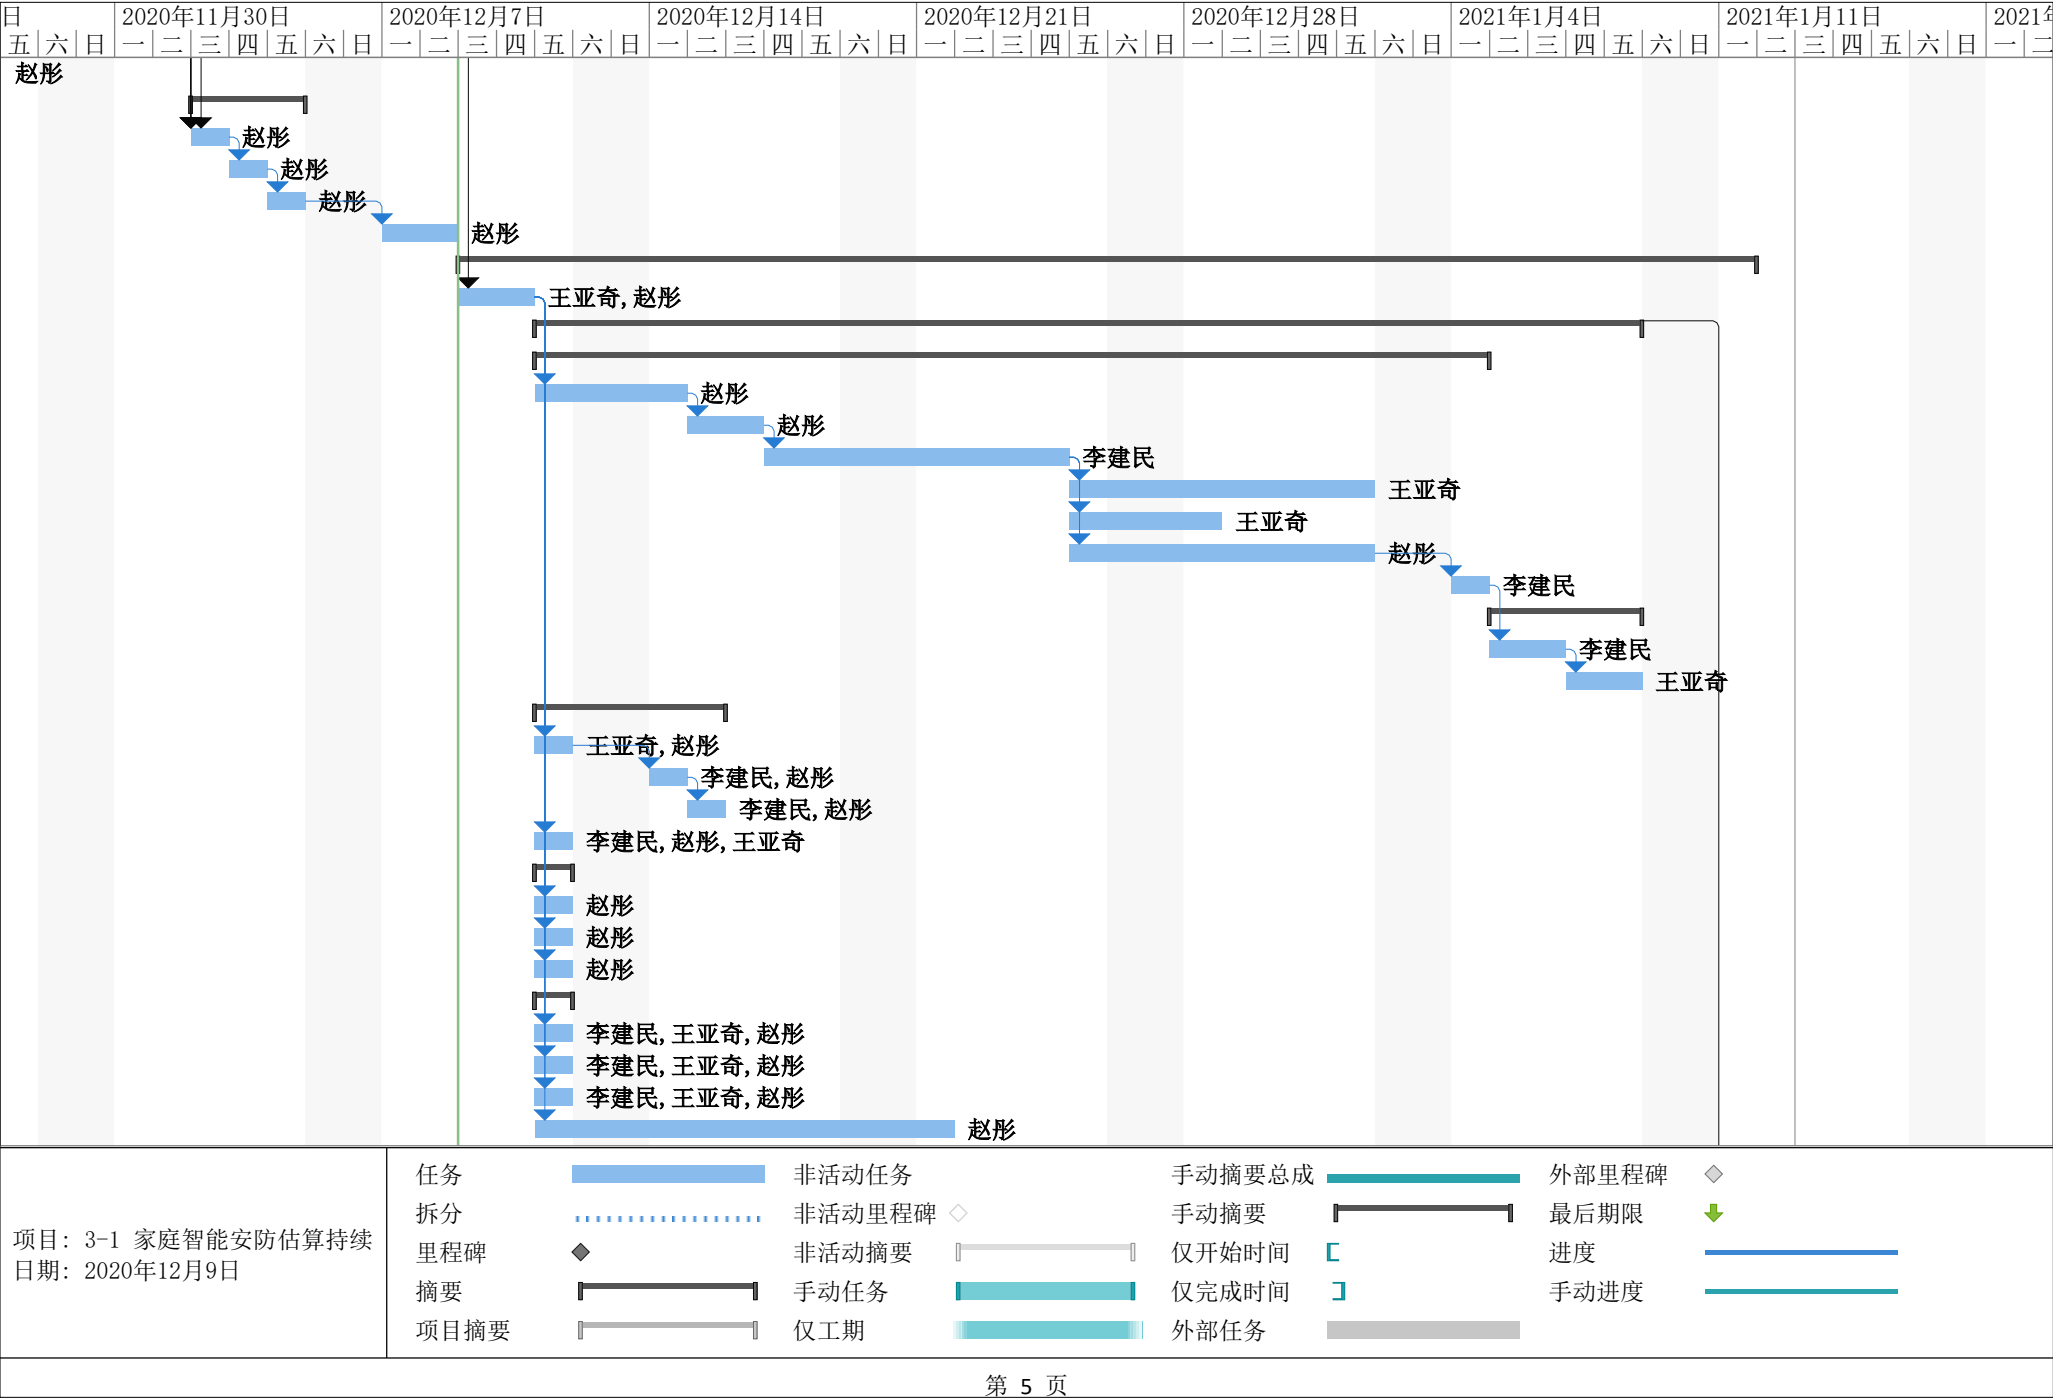 日 2020年11月30日 2020年12月7日 2020年12月14日 2020年12月21日 2020年12月28日 2021年1月4日 2021年1月11日 2021年
五 六 日 一 二 三 四 五 六 日 一 二 三 四 五 六 日 一 二 三 四 五 六 日 一 二 三 四 五 六 日 一 二 三 四 五 六 日 一 二 三 四 五 六 日 一 二 三 四 五 六 日 一 二
赵彤
赵彤
赵彤
赵彤
赵彤
王亚奇,赵彤
赵彤
赵彤
李建民
王亚奇
王亚奇
赵彤
李建民
李建民
王亚奇
王亚奇,赵彤
李建民,赵彤
李建民,赵彤
李建民,赵彤,王亚奇
赵彤
赵彤
赵彤
李建民,王亚奇,赵彤
李建民,王亚奇,赵彤
李建民,王亚奇,赵彤
赵彤
项目: 3-1 家庭智能安防估算持续
日期: 2020年12月9日
任务 非活动任务 手动摘要总成 外部里程碑
拆分 非活动里程碑 手动摘要 最后期限
里程碑 非活动摘要 仅开始时间 进度
摘要 手动任务 仅完成时间 手动进度
项目摘要 仅工期 外部任务
第 5 页